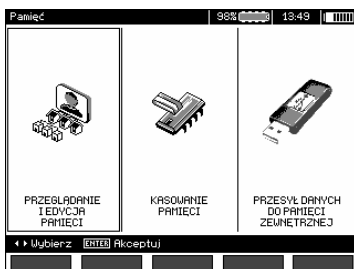 Pamięć 98% 13:49
PRZEGLĄDANIE
I EDYCJA
PAMIĘCI
KASOWANIE
PAMIĘCI
PRZESYŁ DANYCH
DO PAMIĘCI
ZEWNĘTRZNEJ
Wybierz ENTER Akceptuj